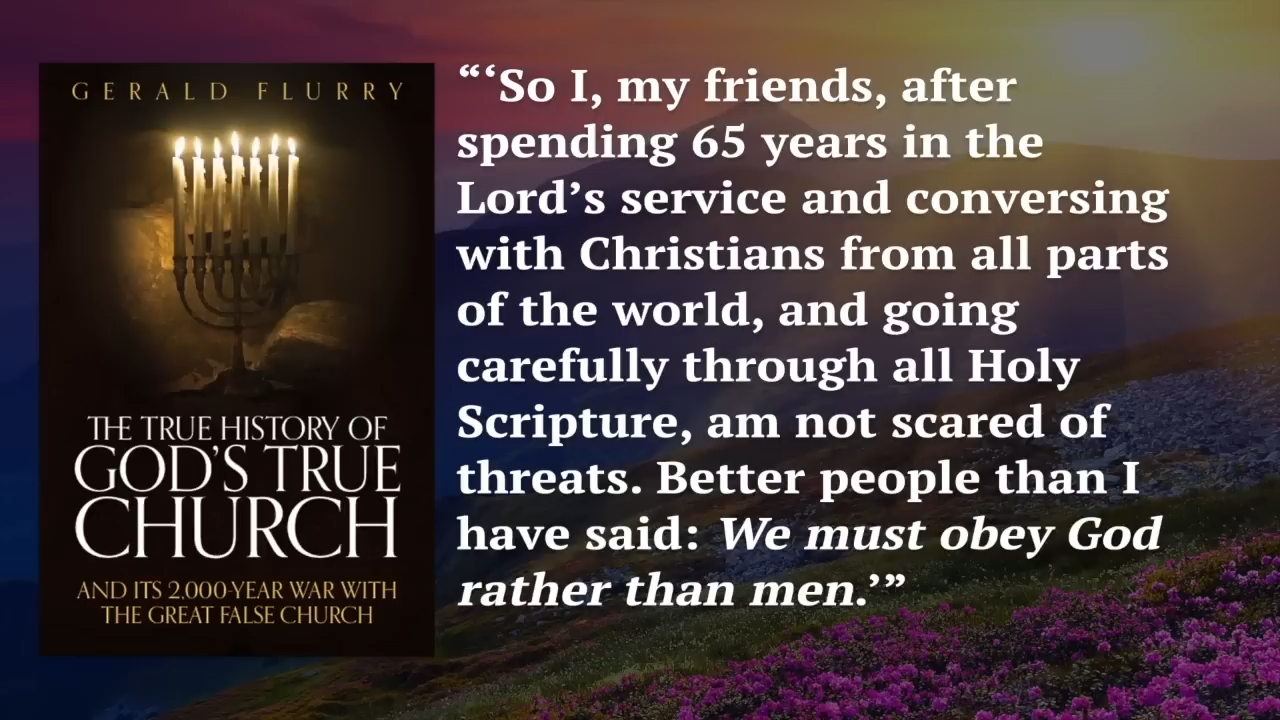 GERALD FLURRY
THE TRUE HISTORY OF
GOD'S TRUE
CHURCH
AND ITS 2,000-YEAR WAR WITH
THE GREAT FALSE CHURCH
“‘So I, my friends, after
spending 65 years in the
Lord’s service and conversing
with Christians from all parts
of the world, and going
carefully through all Holy
Scripture, am not scared of
threats. Better people than I
have said: We must obey God
rather than men.’”